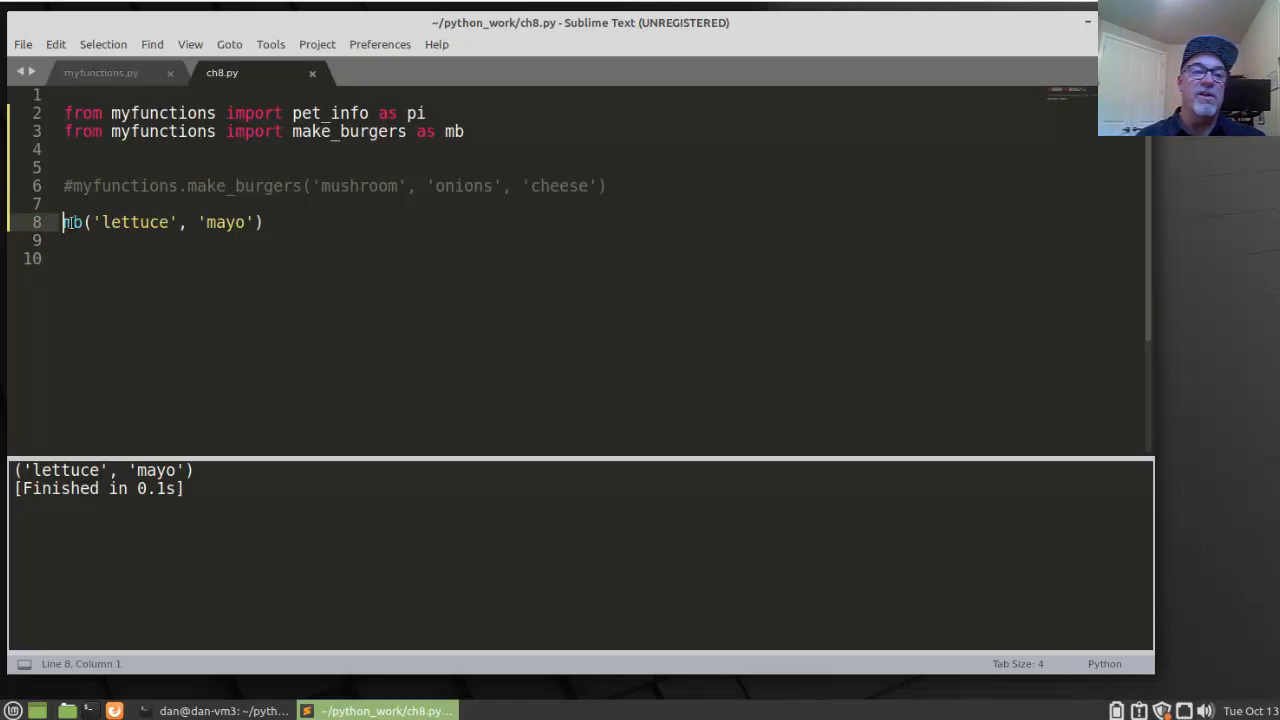 ~/python_work/ch8.py - Sublime Text (UNREGISTERED)
File Edit Selection Find View Goto Tools Project Preferences Help
myfunctions.py ch8.py
1
2 from myfunctions import pet_info as pi
3 from myfunctions import make_burgers as mb
4
5
6 #myfunctions.make_burgers('mushroom', 'onions', 'cheese')
7
8 mb('lettuce', 'mayo')
9
10
('lettuce', 'mayo')
[Finished in 0.1s]
Line 8, Column 1 Tab Size: 4 Python
dan@dan-vm3: ~/pyth... ~/python_work/ch8.py... Tue Oct 13